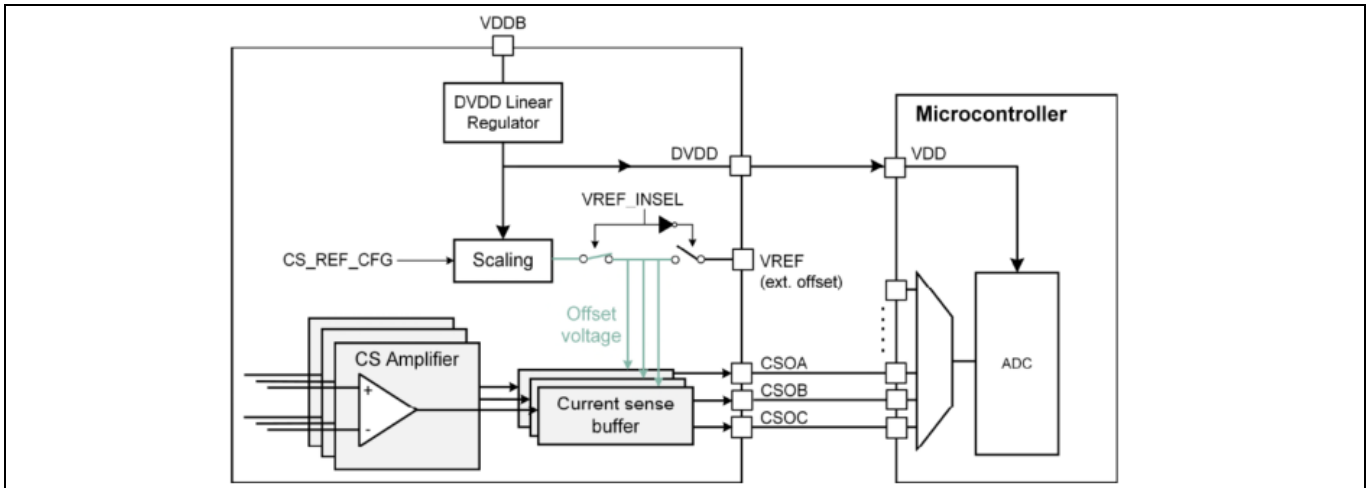 VDDB
DVDD Linear
Regulator
Microcontroller
DVDD
VDD
VREF_INSEL
CS_REF_CFG
Scaling
VREF
(ext. offset)
Offset
voltage
CS Amplifier
+
-
Current sense
buffer
CSOA
CSOB
CSOC
ADC